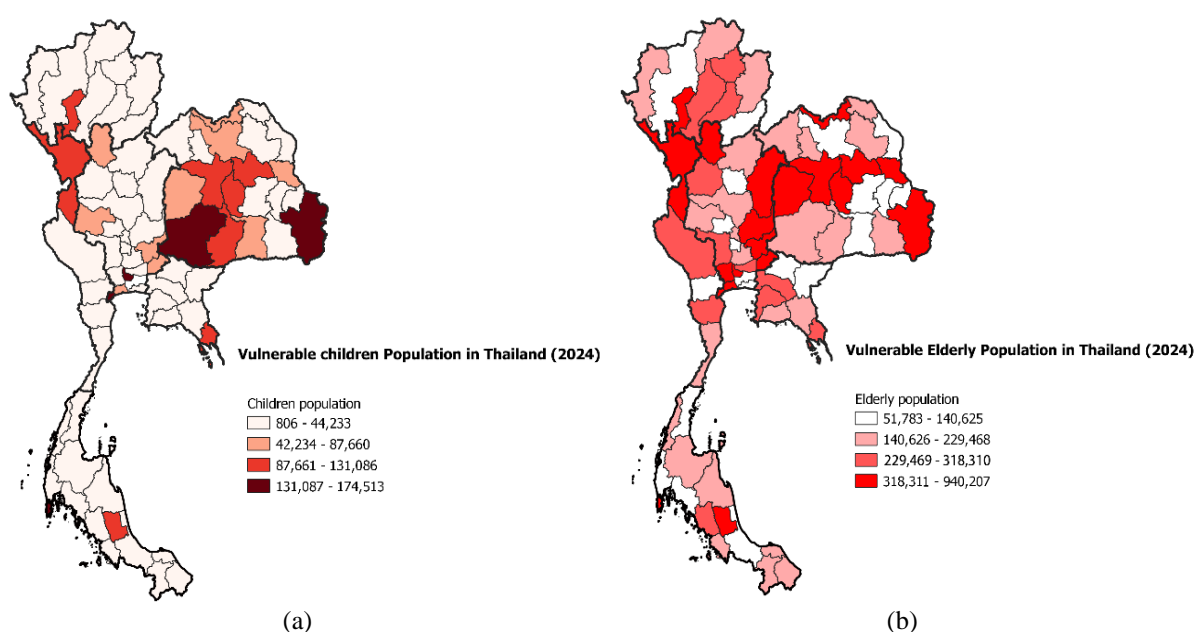 Vulnerable children Population in Thailand (2024)
Children population
806 - 44,233
42,234 - 87,660
87,661 - 131,086
131,087 - 174,513
(a)
Vulnerable Elderly Population in Thailand (2024)
Elderly population
51,783 - 140,625
140,626 - 229,468
229,469 - 318,310
318,311 - 940,207
(b)